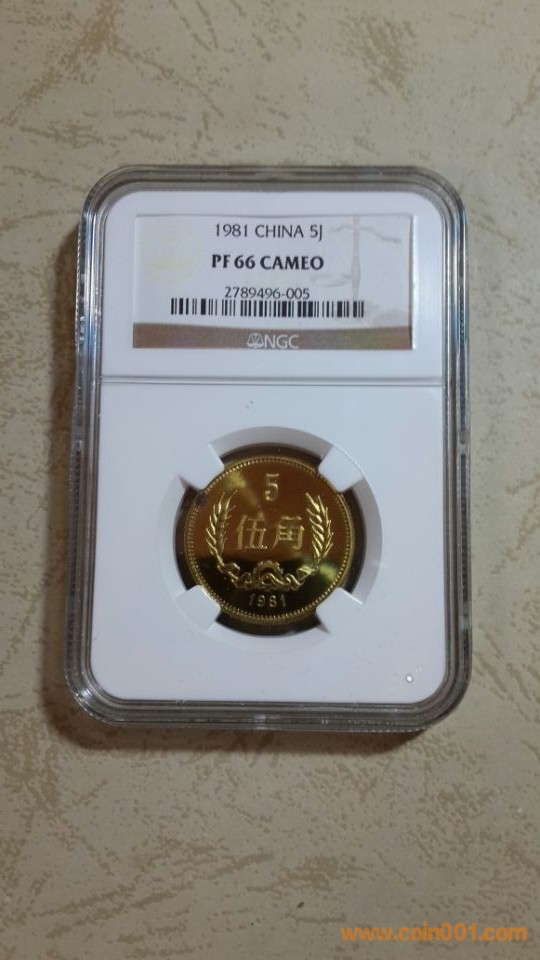 1981 CHINA 5J
PF 66 CAMEO
2789496-005
NGC
5
伍角
1981
www.coin001.com